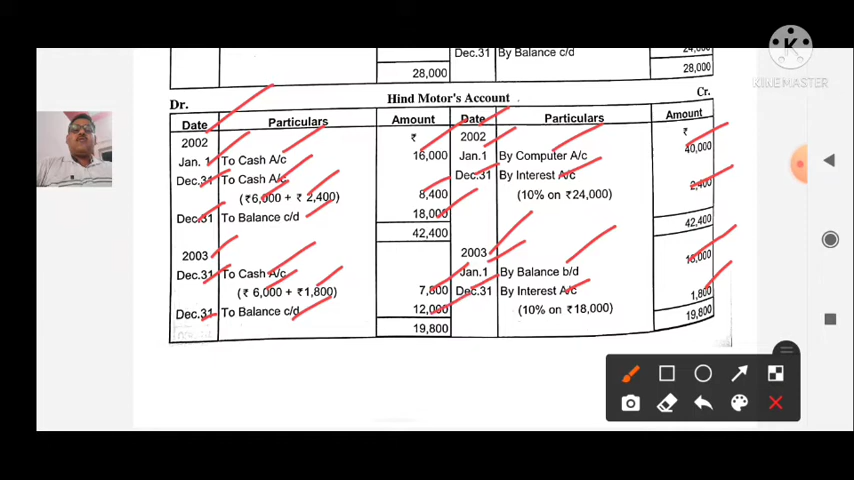 Dec.31 By Balance c/d 24,000
28,000 28,000
KINEMASTER
Dr. Hind Motor's Account Cr.
Date Particulars Amount Date Particulars Amount
2002 ₹ 2002 ₹
Jan. 1 To Cash A/c 16,000 Jan.1 By Computer A/c 40,000
Dec.31 To Cash A/c Dec.31 By Interest A/c 2,400
(₹6,000 + ₹ 2,400) 8,400 (10% on ₹24,000)
Dec.31 To Balance c/d 18,000
42,400 42,400
2003 2003
Dec.31 To Cash A/c Jan.1 By Balance b/d 18,000
(₹ 6,000 + ₹1,800) 7,800 Dec.31 By Interest A/c 1,800
Dec.31 To Balance c/d 12,000 (10% on ₹18,000)
19,800 19,800